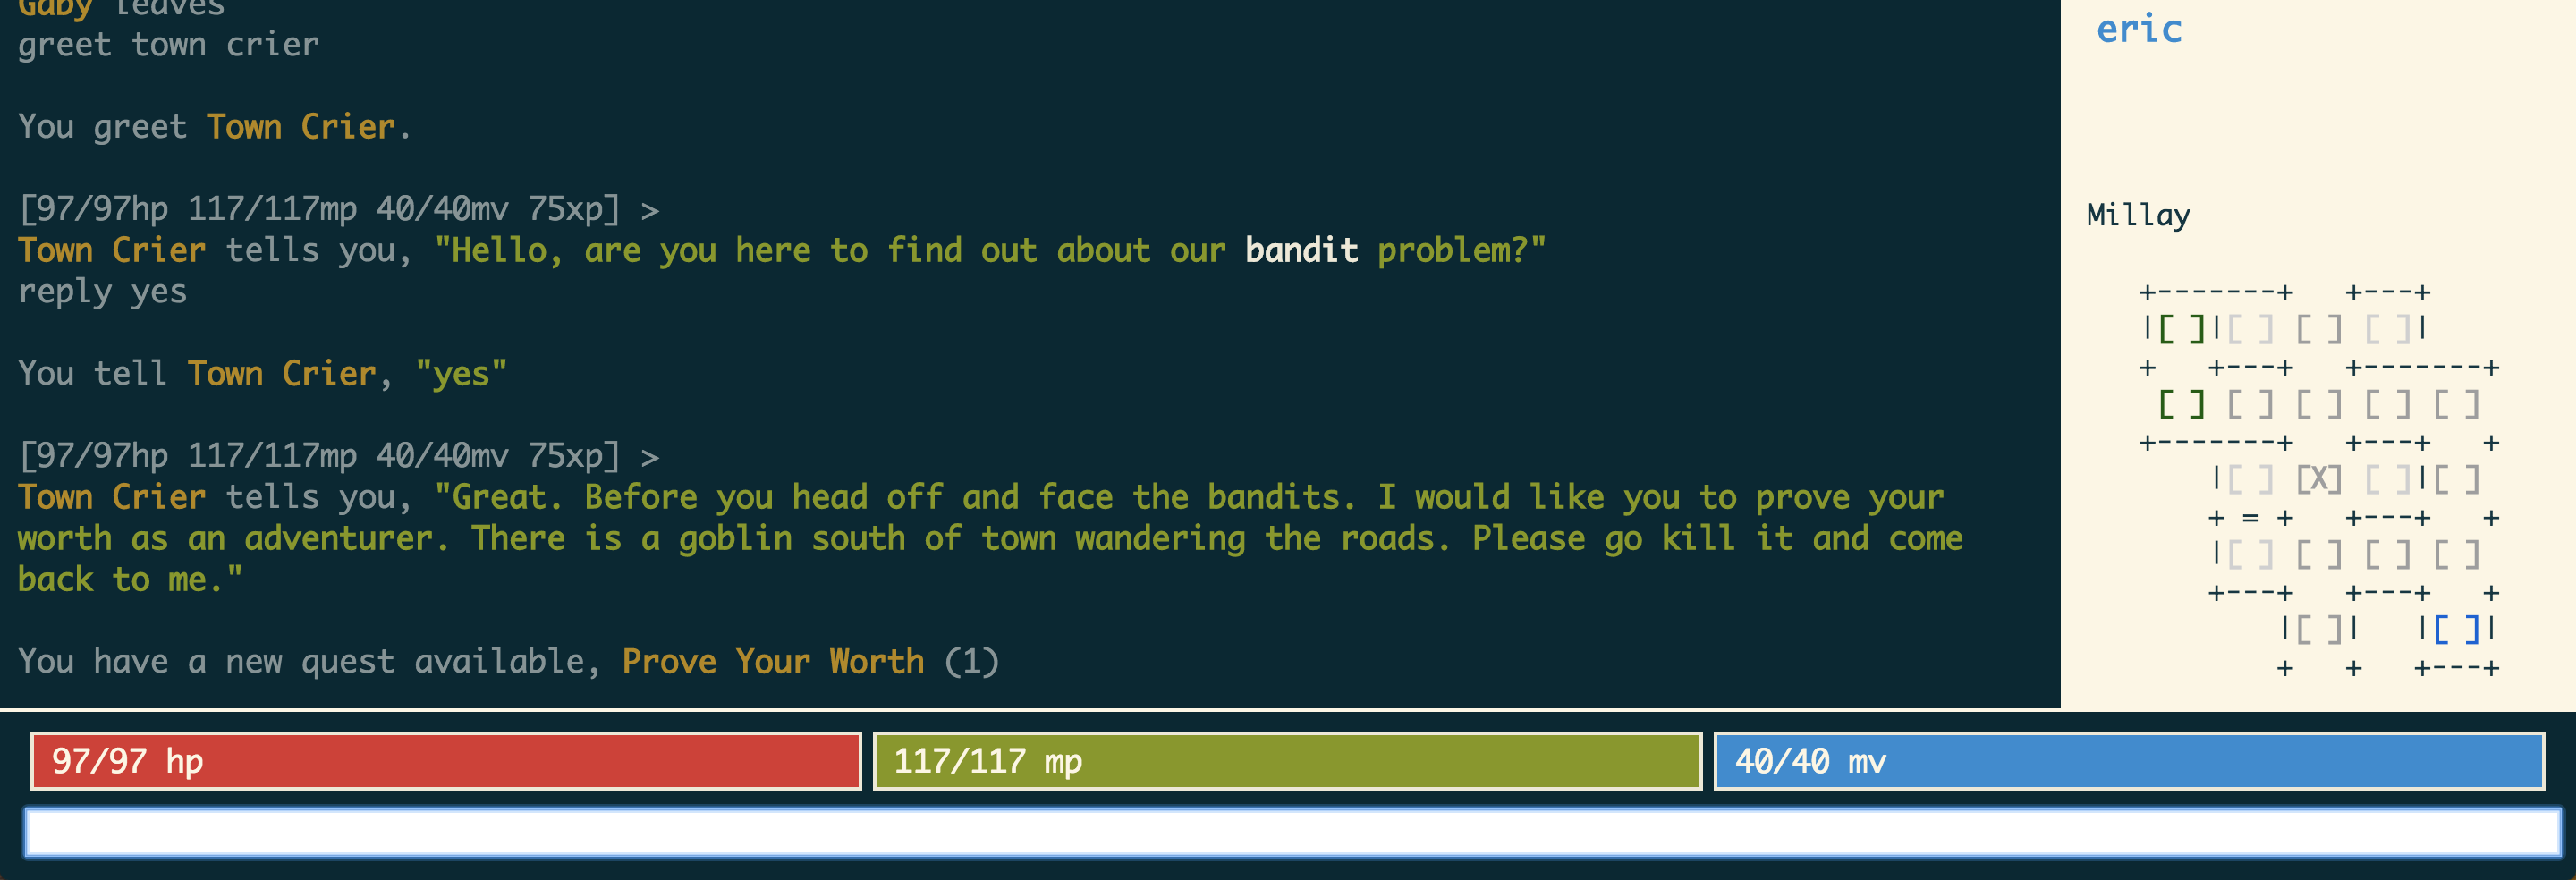 Gaby leaves
greet town crier
You greet Town Crier.
[97/97hp 117/117mp 40/40mv 75xp] >
Town Crier tells you, "Hello, are you here to find out about our bandit problem?"
reply yes
You tell Town Crier, "yes"
[97/97hp 117/117mp 40/40mv 75xp] >
Town Crier tells you, "Great. Before you head off and face the bandits. I would like you to prove your
worth as an adventurer. There is a goblin south of town wandering the roads. Please go kill it and come
back to me."
You have a new quest available, Prove Your Worth (1)
eric
Millay
+-------+   +---+
|[ ]|[ ] [ ] [ ]|
+   +---+   +-------+
 [ ] [ ] [ ] [ ] [ ]
+-------+   +---+   +
    |[ ] [X] [ ]|[ ]
    + = +   +---+   +
    |[ ] [ ] [ ] [ ]
    +---+   +---+   +
        |[ ]|   |[ ]|
        +   +   +---+
97/97 hp
117/117 mp
40/40 mv